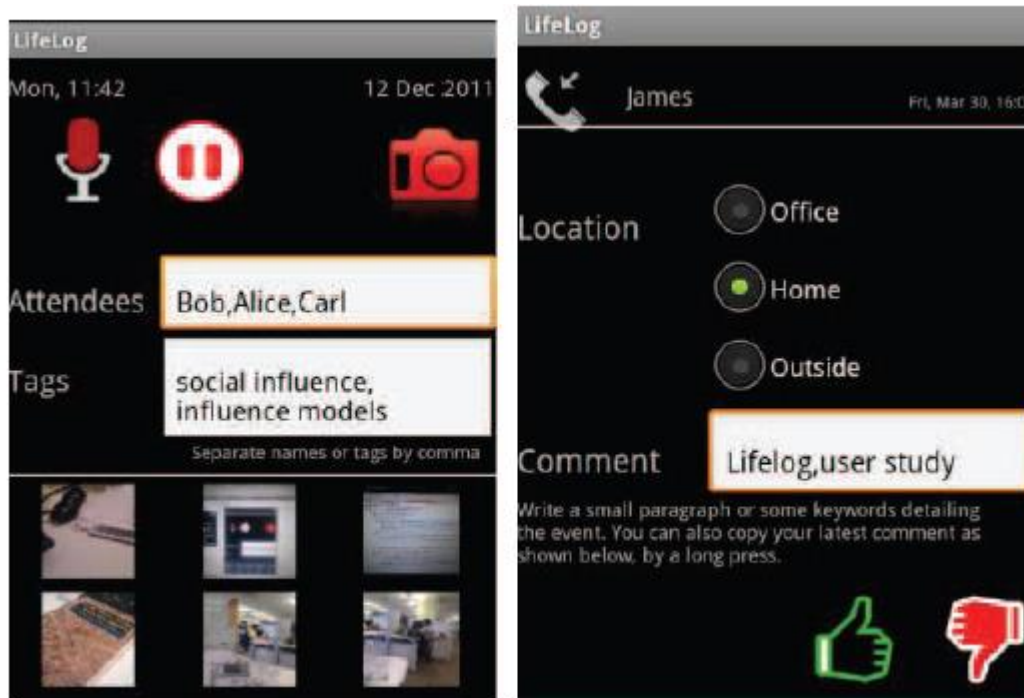 LifeLog
Mon, 11:42
12 Dec 2011
Attendees
Bob,Alice,Carl
Tags
social influence,
influence models
Separate names or tags by comma
LifeLog
James
Fri, Mar 30, 16:0
Location
Office
Home
Outside
Comment
Lifelog,user study
Write a small paragraph or some keywords detailing
the event. You can also copy your latest comment as
shown below, by a long press.